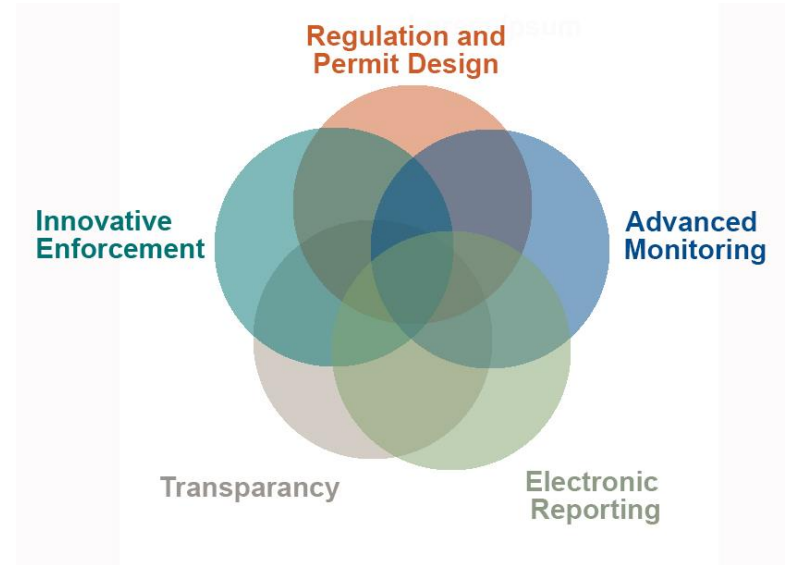 Regulation and
Permit Design
Innovative
Enforcement
Advanced
Monitoring
Transparancy
Electronic
Reporting